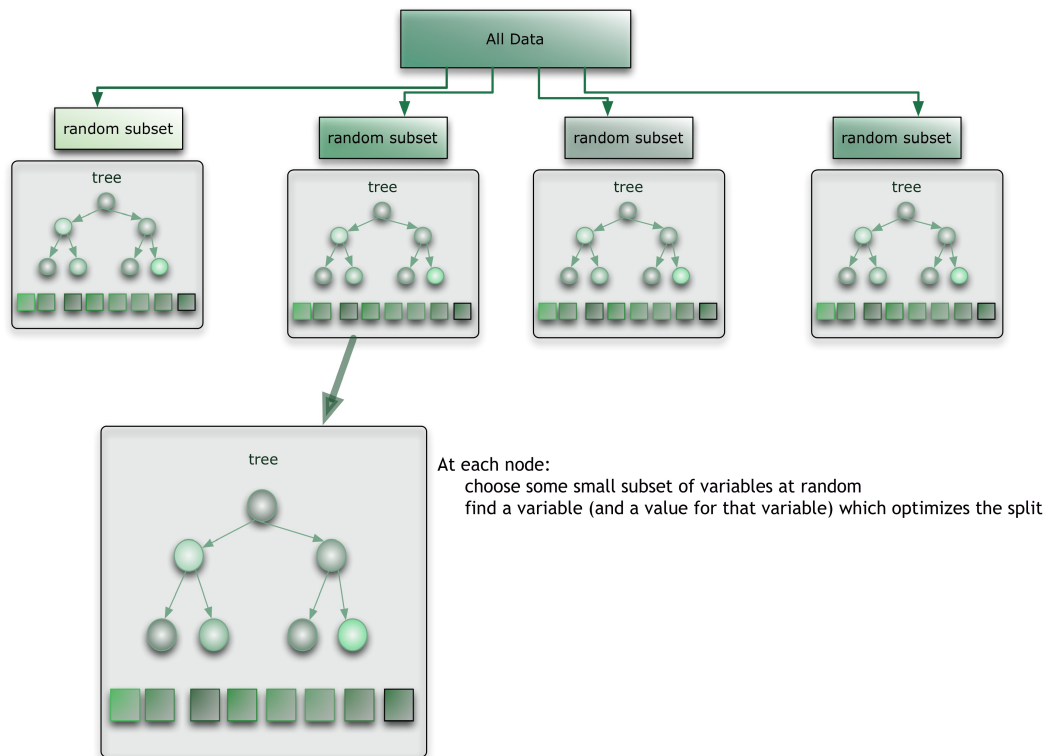 All Data
random subset
random subset
random subset
random subset
tree
tree
tree
tree
tree
At each node:
choose some small subset of variables at random
find a variable (and a value for that variable) which optimizes the split